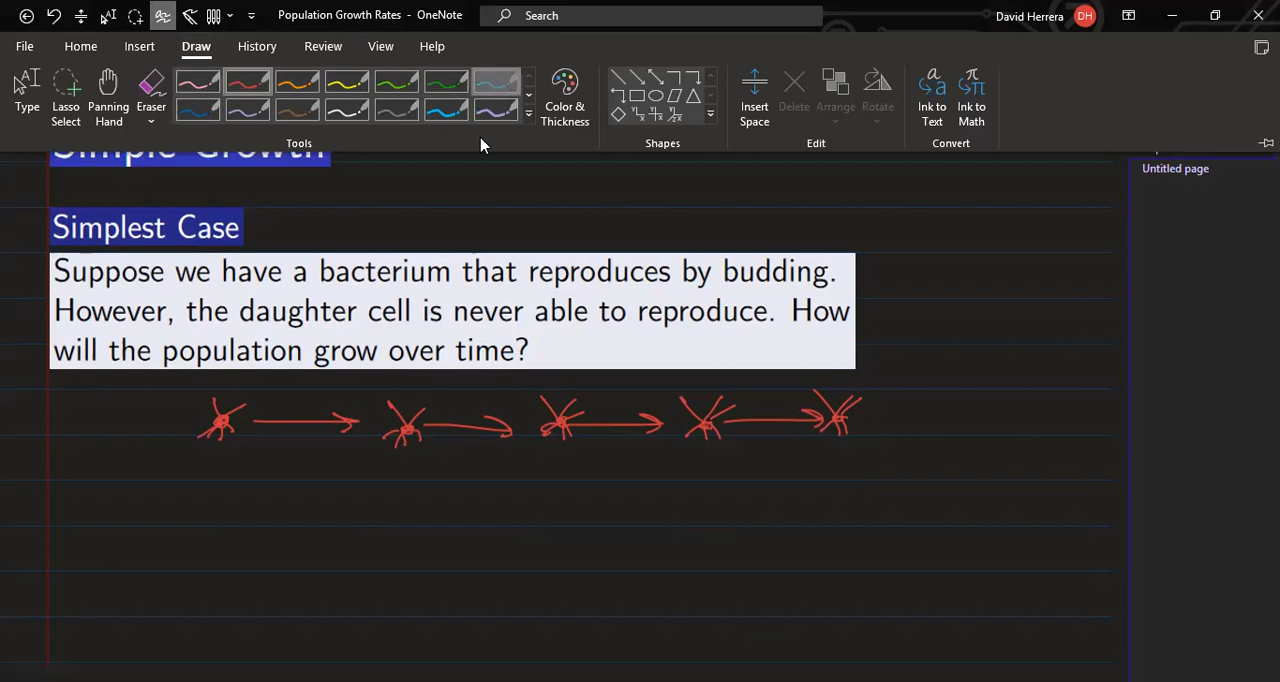 Population Growth Rates - OneNote
Search
David Herrera DH
File Home Insert Draw History Review View Help
Type Lasso Select Panning Hand Eraser
Color & Thickness
Insert Space Delete Arrange Rotate
Ink to Text Ink to Math
Tools Shapes Edit Convert
Simple Growth
Untitled page
Simplest Case
Suppose we have a bacterium that reproduces by budding.
However, the daughter cell is never able to reproduce. How
will the population grow over time?